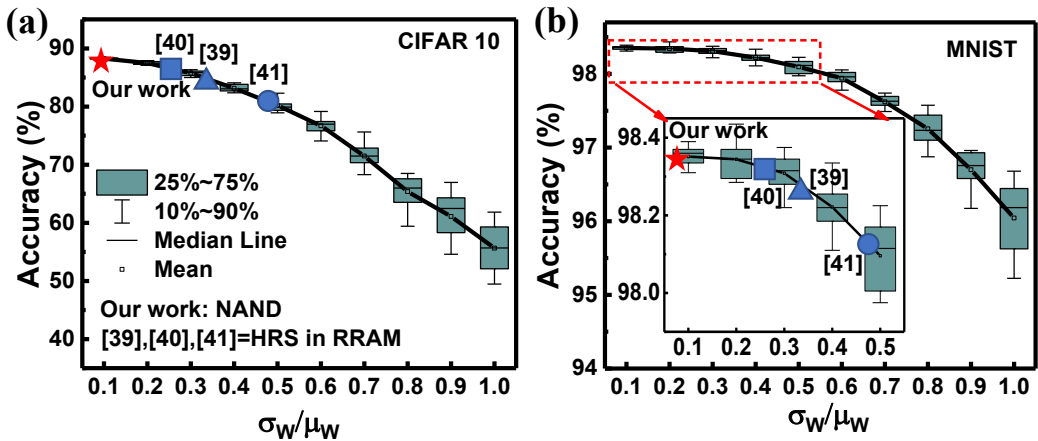 (a)
CIFAR 10
[40]
[39]
[41]
Our work
25%~75%
10%~90%
Median Line
Mean
Our work: NAND
[39],[40],[41]=HRS in RRAM
Accuracy (%)
90
80
70
60
50
40
0.1 0.2 0.3 0.4 0.5 0.6 0.7 0.8 0.9 1.0
σW/μW
(b)
MNIST
Accuracy (%)
98
97
96
95
94
Our work
[39]
[40]
[41]
98.4
98.2
98.0
0.1 0.2 0.3 0.4 0.5
0.1 0.2 0.3 0.4 0.5 0.6 0.7 0.8 0.9 1.0
σW/μW